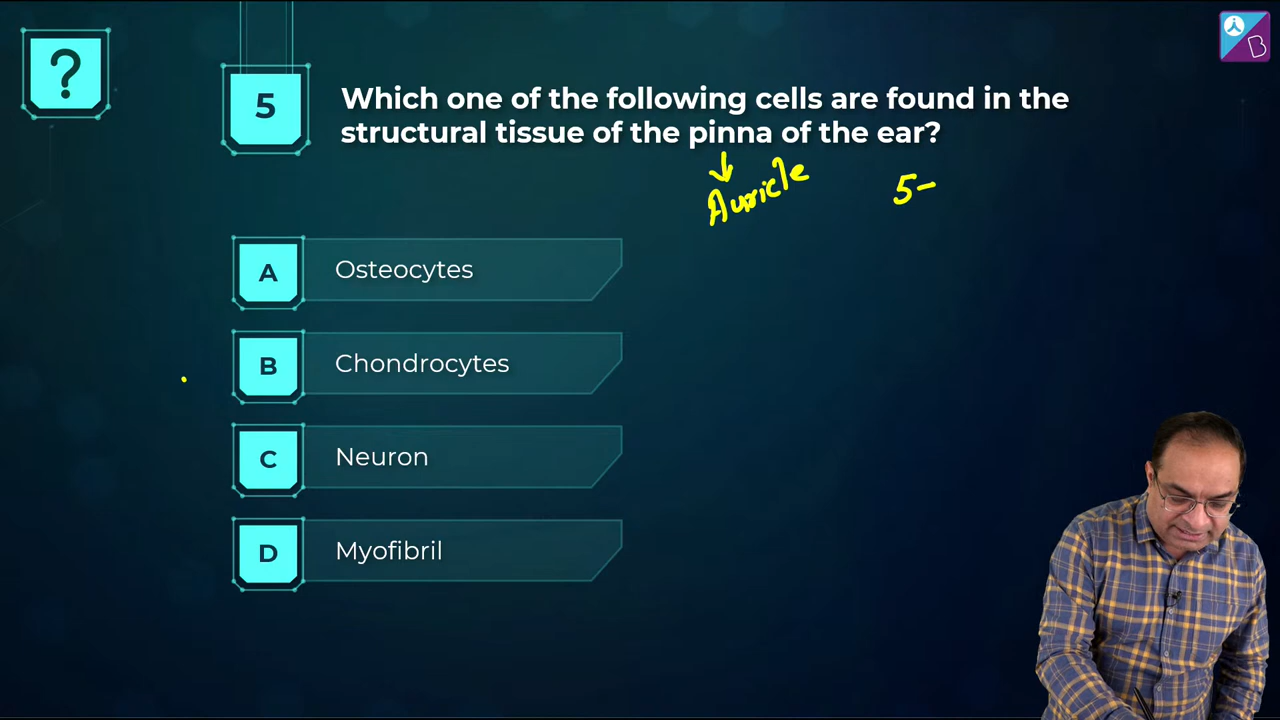 ?
5
Which one of the following cells are found in the
structural tissue of the pinna of the ear?
Auricle
5-
A
Osteocytes
B
Chondrocytes
C
Neuron
D
Myofibril
B